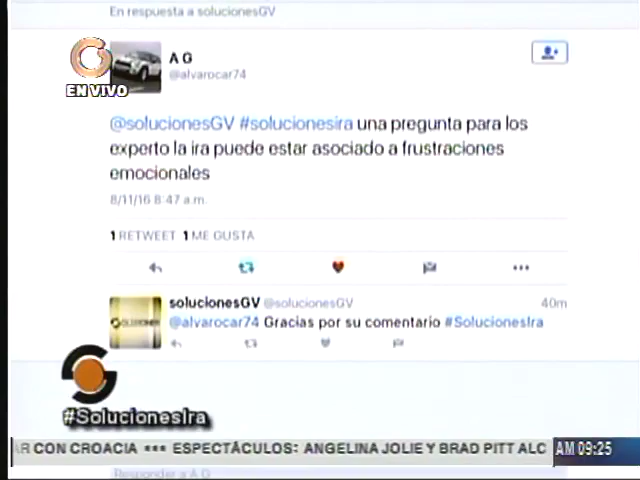 En respuesta a solucionesGV
A G
@alvarocar74
EN VIVO
@solucionesGV #solucionesira una pregunta para los
experto la ira puede estar asociado a frustraciones
emocionales
8/11/16 8:47 a.m.
1 RETWEET 1 ME GUSTA
solucionesGV @solucionesGV 40m
@alvarocar74 Gracias por su comentario #SolucionesIra
SOLUCIONES
#SolucionesIra
AR CON CROACIA *** ESPECTÁCULOS: ANGELINA JOLIE Y BRAD PITT ALC
AM 09:25
Responder a A G